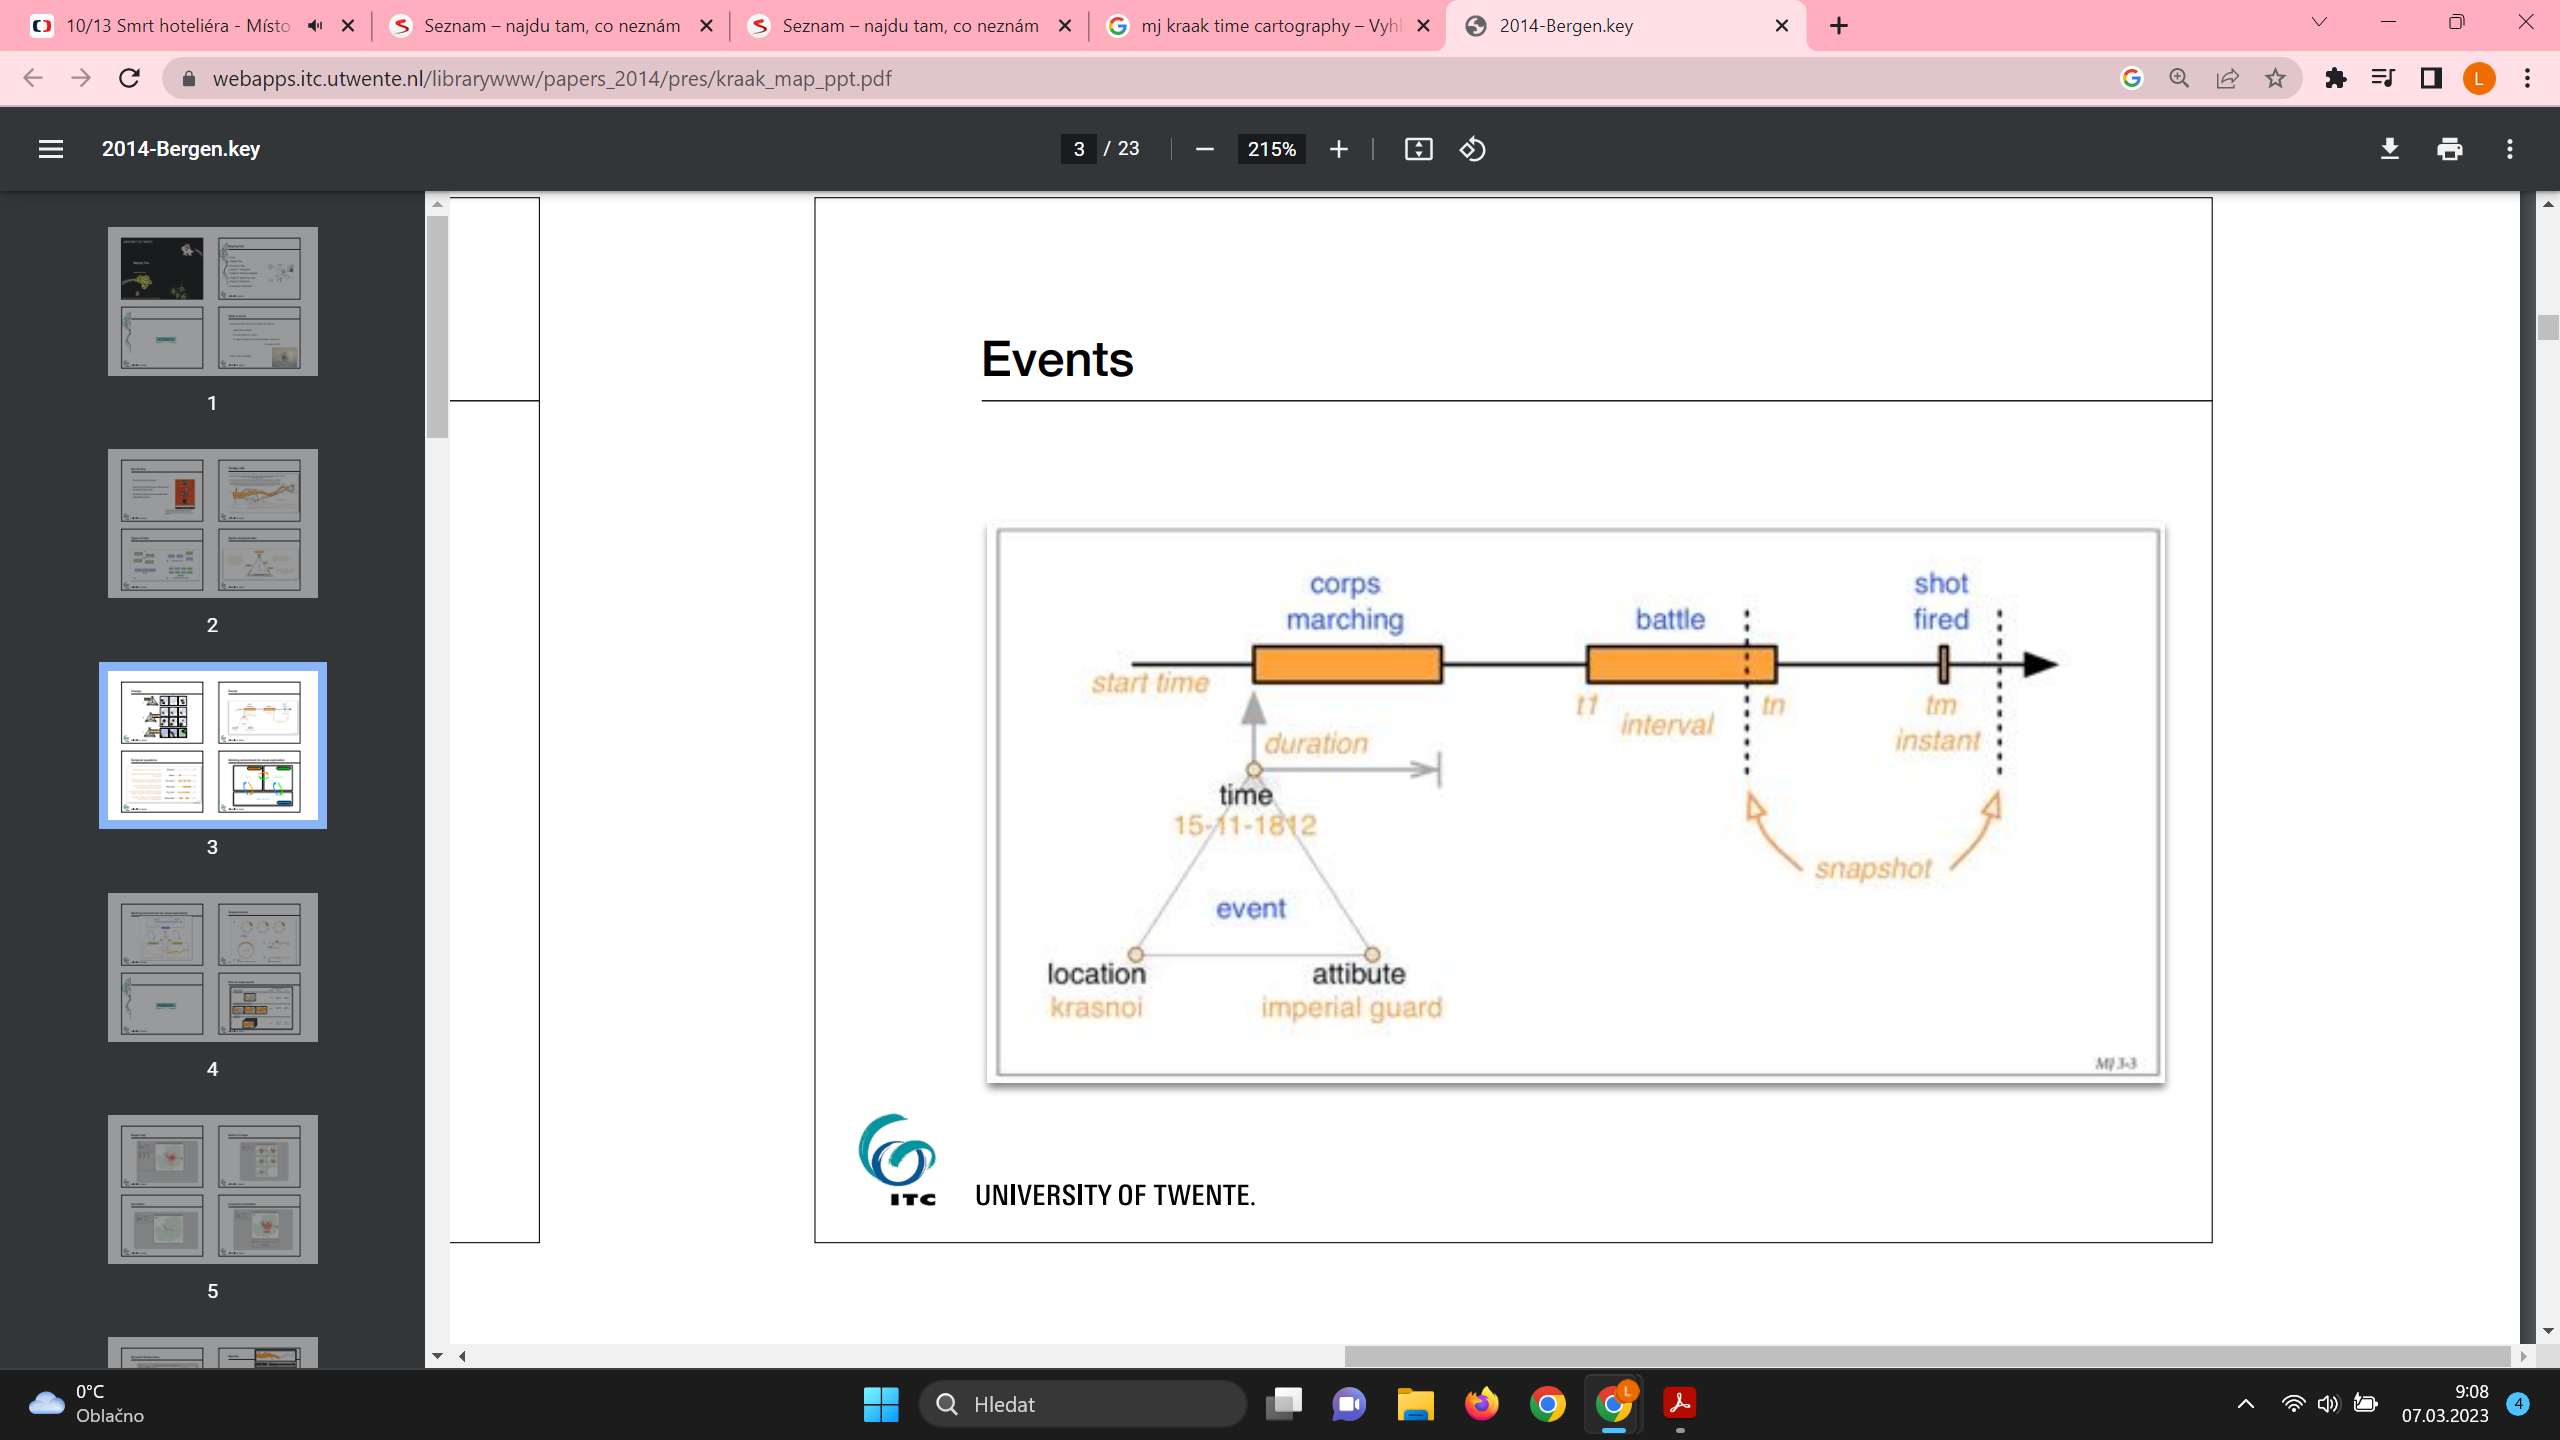 10/13 Smrt hoteliéra - Místo
Seznam – najdu tam, co neznám
Seznam – najdu tam, co neznám
mj kraak time cartography – Vyhl
2014-Bergen.key
webapps.itc.utwente.nl/librarywww/papers_2014/pres/kraak_map_ppt.pdf
L
2014-Bergen.key
3 / 23
215%
1
2
3
4
5
Events
corps
marching
battle
shot
fired
start time
t1
interval
tn
tm
instant
duration
time
15-11-1812
snapshot
event
location
krasnoi
attibute
imperial guard
MJ 3-3
ITC
UNIVERSITY OF TWENTE.
0°C
Oblačno
Hledat
L
9:08
07.03.2023
4